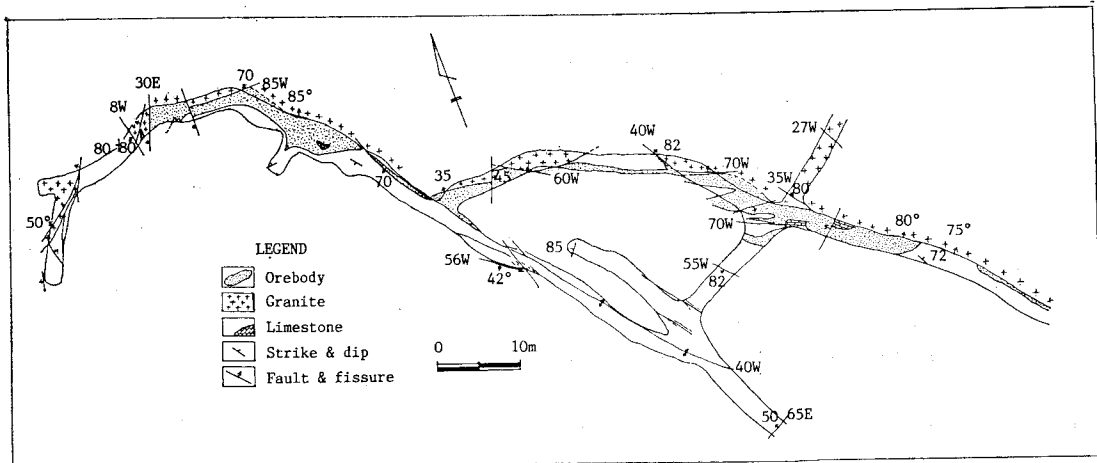 30E
8W
80
80
50°
70
85W
85°
70
35
45
60W
40W
82
70W
27W
35W
80
70W
80°
75°
72
85
56W
42°
55W
82
40W
50
65E
LEGEND
Orebody
Granite
Limestone
Strike & dip
Fault & fissure
0
10m